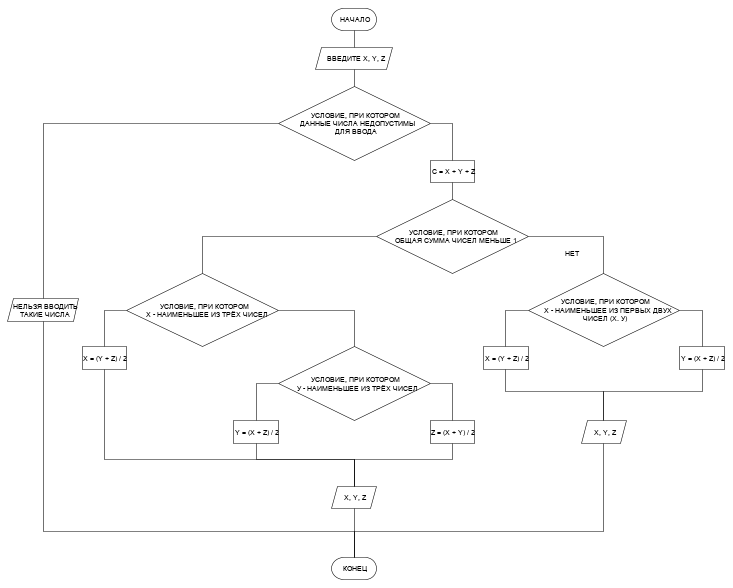 НАЧАЛО
ВВЕДИТЕ X, Y, Z
УСЛОВИЕ, ПРИ КОТОРОМ
ДАННЫЕ ЧИСЛА НЕДОПУСТИМЫ
ДЛЯ ВВОДА
C = X + Y + Z
УСЛОВИЕ, ПРИ КОТОРОМ
ОБЩАЯ СУММА ЧИСЕЛ МЕНЬШЕ 1
НЕТ
НЕЛЬЗЯ ВВОДИТЬ
ТАКИЕ ЧИСЛА
УСЛОВИЕ, ПРИ КОТОРОМ
X - НАИМЕНЬШЕЕ ИЗ ТРЁХ ЧИСЕЛ
УСЛОВИЕ, ПРИ КОТОРОМ
X - НАИМЕНЬШЕЕ ИЗ ПЕРВЫХ ДВУХ
ЧИСЕЛ (X. У)
X = (Y + Z) / 2
X = (Y + Z) / 2
Y = (X + Z) / 2
УСЛОВИЕ, ПРИ КОТОРОМ
У - НАИМЕНЬШЕЕ ИЗ ТРЁХ ЧИСЕЛ
Y = (X + Z) / 2
Z = (X + Y) / 2
X, Y, Z
X, Y, Z
КОНЕЦ